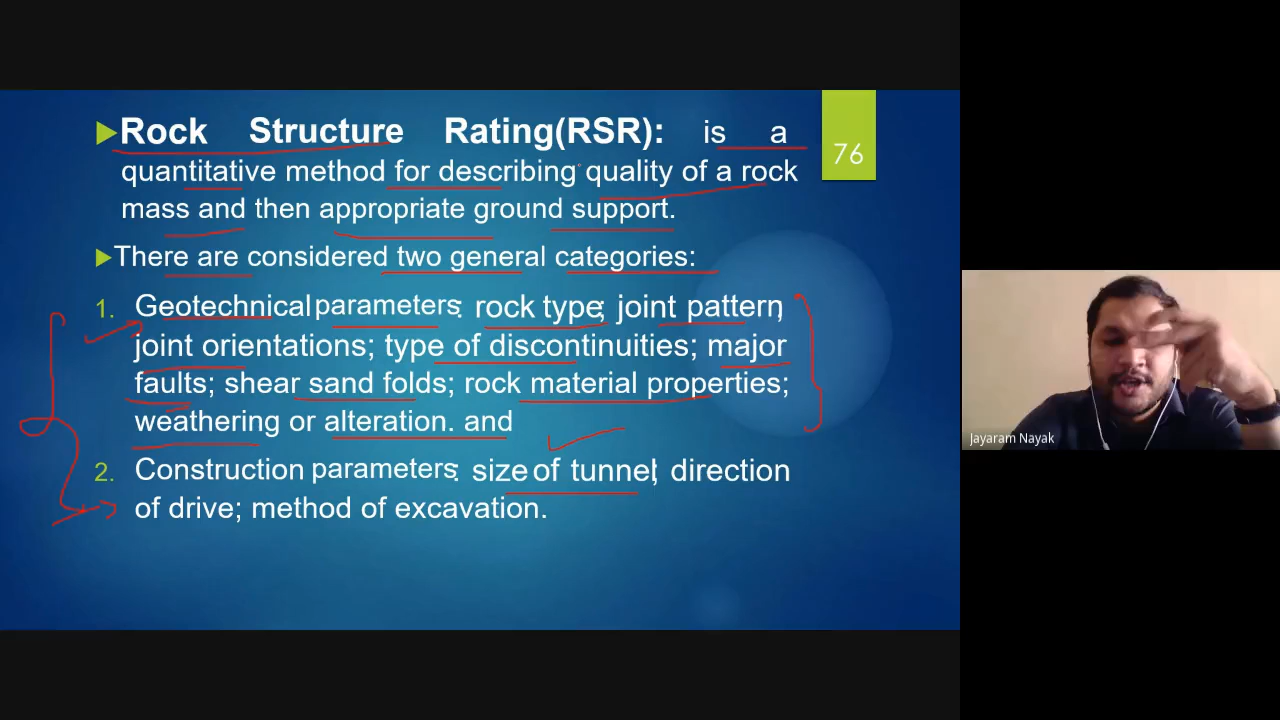 Rock Structure Rating(RSR): is a
quantitative method for describing quality of a rock
mass and then appropriate ground support.
76
There are considered two general categories:
1. Geotechnical parameters: rock type; joint pattern;
joint orientations; type of discontinuities; major
faults; shear sand folds; rock material properties;
weathering or alteration. and
2. Construction parameters: size of tunnel; direction
of drive; method of excavation.
Jayaram Nayak